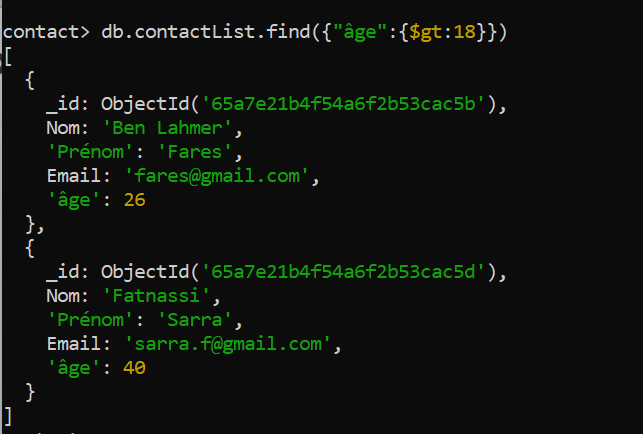 contact> db.contactList.find({"âge":{$gt:18}})
[
  {
    _id: ObjectId('65a7e21b4f54a6f2b53cac5b'),
    Nom: 'Ben Lahmer',
    'Prénom': 'Fares',
    Email: 'fares@gmail.com',
    'âge': 26
  },
  {
    _id: ObjectId('65a7e21b4f54a6f2b53cac5d'),
    Nom: 'Fatnassi',
    'Prénom': 'Sarra',
    Email: 'sarra.f@gmail.com',
    'âge': 40
  }
]